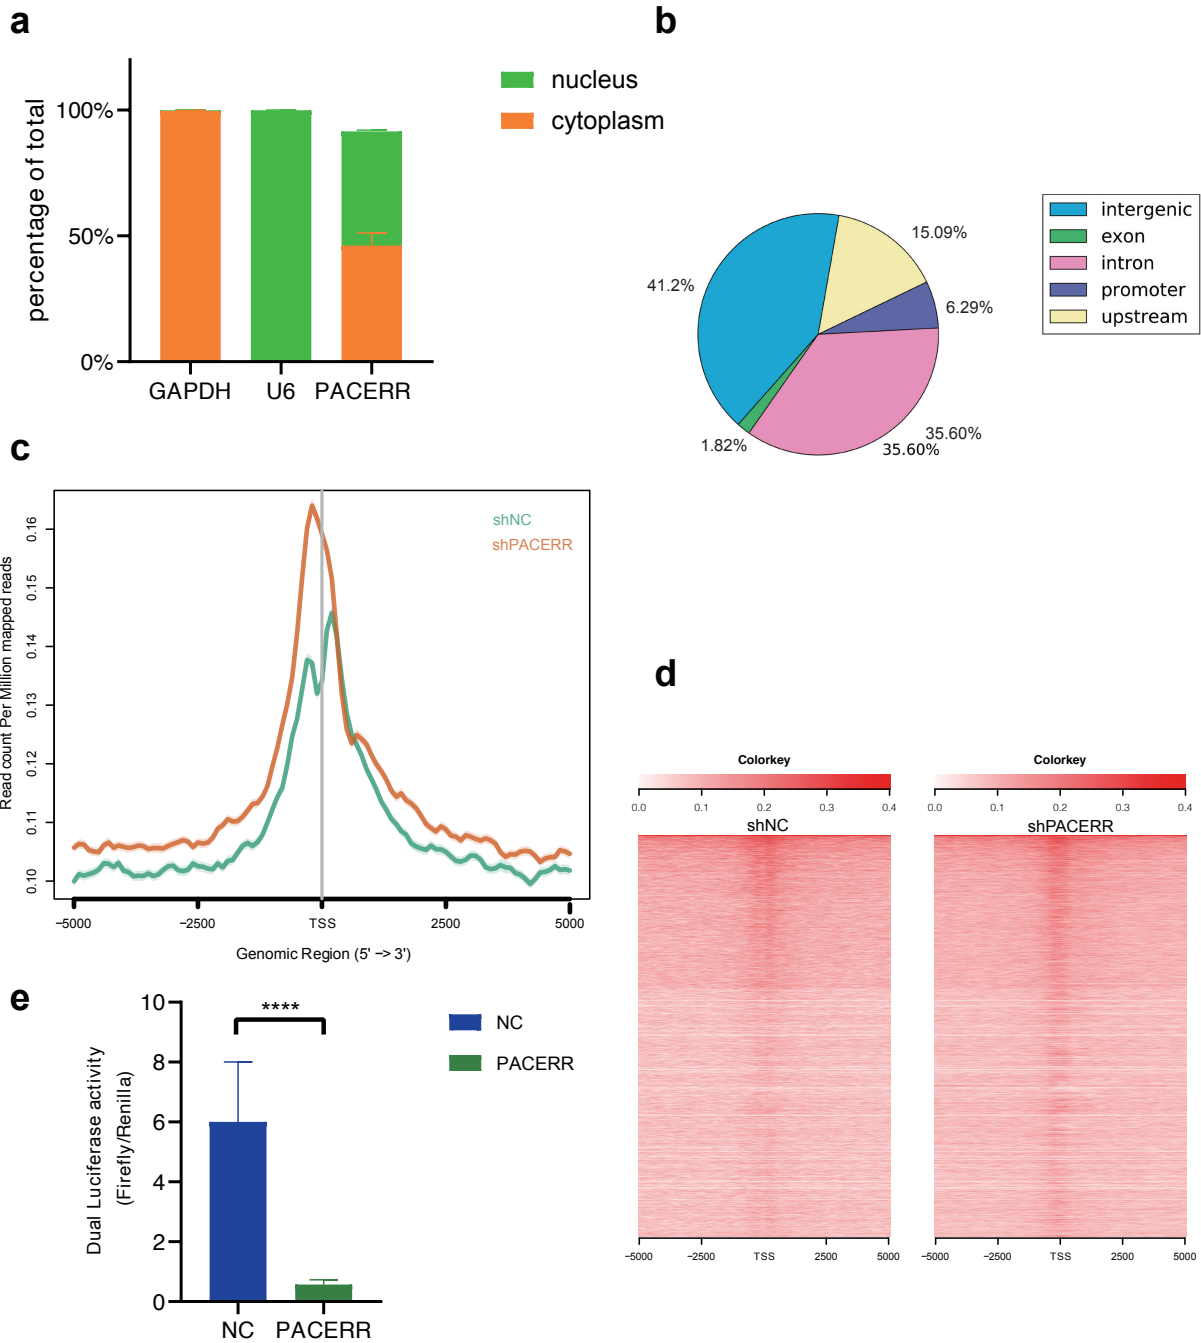 a
percentage of total
100%
50%
0%
GAPDH U6 PACERR
nucleus
cytoplasm
b
15.09%
41.2%
6.29%
35.60%
35.60%
1.82%
intergenic
exon
intron
promoter
upstream
c
Read count Per Million mapped reads
0.16
0.15
0.14
0.13
0.12
0.11
0.10
shNC
shPACERR
−5000 −2500 TSS 2500 5000
Genomic Region (5' −> 3')
d
Colorkey
0.0 0.1 0.2 0.3 0.4
shNC
−5000 −2500 TSS 2500 5000
Colorkey
0.0 0.1 0.2 0.3 0.4
shPACERR
−5000 −2500 TSS 2500 5000
e
Dual Luciferase activity
(Firefly/Renilla)
10
8
6
4
2
0
****
NC PACERR
NC
PACERR